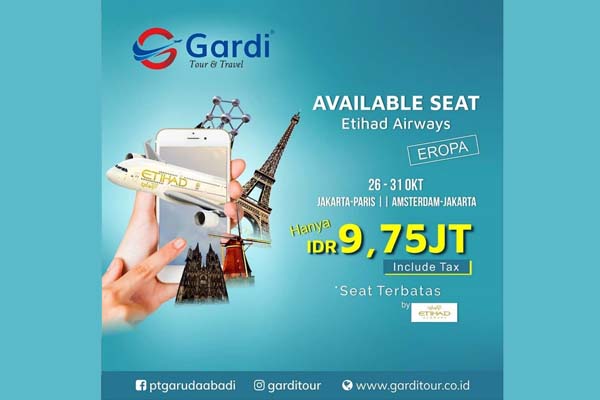 Gardi®
Tour & Travel
AVAILABLE SEAT
Etihad Airways
EROPA
26 - 31 OKT
JAKARTA-PARIS || AMSTERDAM-JAKARTA
Hanya
IDR 9,75JT
Include Tax
*Seat Terbatas
by
ETIHAD
AIRWAYS
ETIHAD
ptgarudaabadi garditour www.garditour.co.id